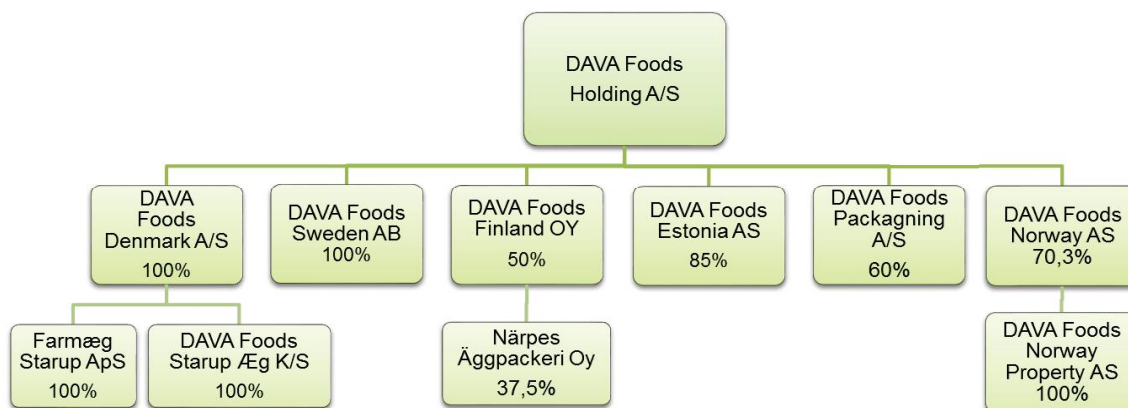 DAVA Foods
Holding A/S
DAVA
Foods
Denmark A/S
100%
DAVA Foods
Sweden AB
100%
DAVA Foods
Finland OY
50%
DAVA Foods
Estonia AS
85%
DAVA Foods
Packagning
A/S
60%
DAVA Foods
Norway AS
70,3%
Farmæg
Starup ApS
100%
DAVA Foods
Starup Æg K/S
100%
Närpes
Äggpackeri Oy
37,5%
DAVA Foods
Norway
Property AS
100%